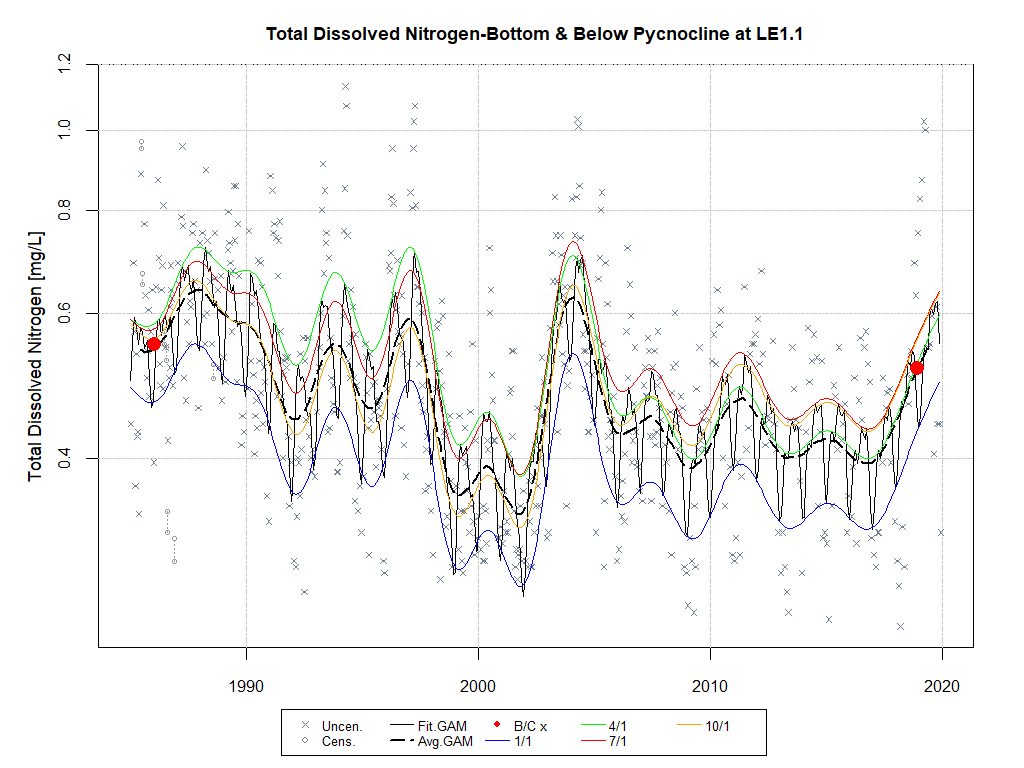 Total Dissolved Nitrogen-Bottom & Below Pycnocline at LE1.1
Total Dissolved Nitrogen [mg/L]
1.2
1.0
0.8
0.6
0.4
1990 2000 2010 2020
Uncen. Fit.GAM B/C x 4/1 10/1
Cens. Avg.GAM 1/1 7/1